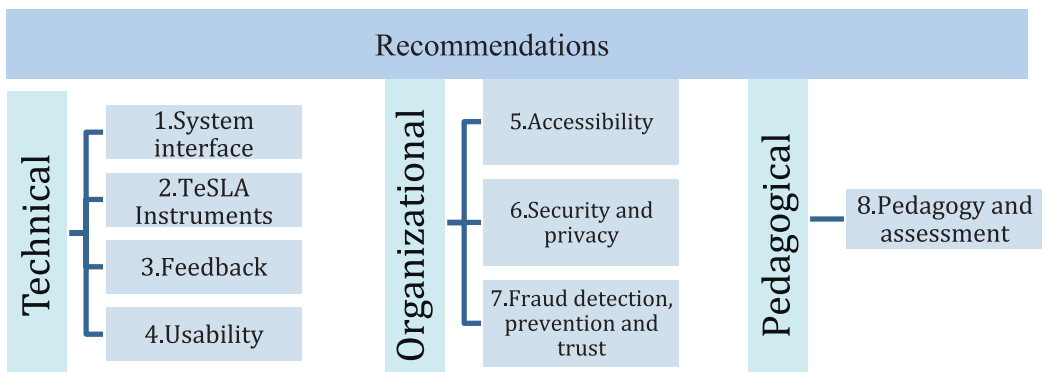 Recommendations
Technical
1.System
interface
2.TeSLA
Instruments
3.Feedback
4.Usability
Organizational
5.Accessibility
6.Security and
privacy
7.Fraud detection,
prevention and
trust
Pedagogical
8.Pedagogy and
assessment